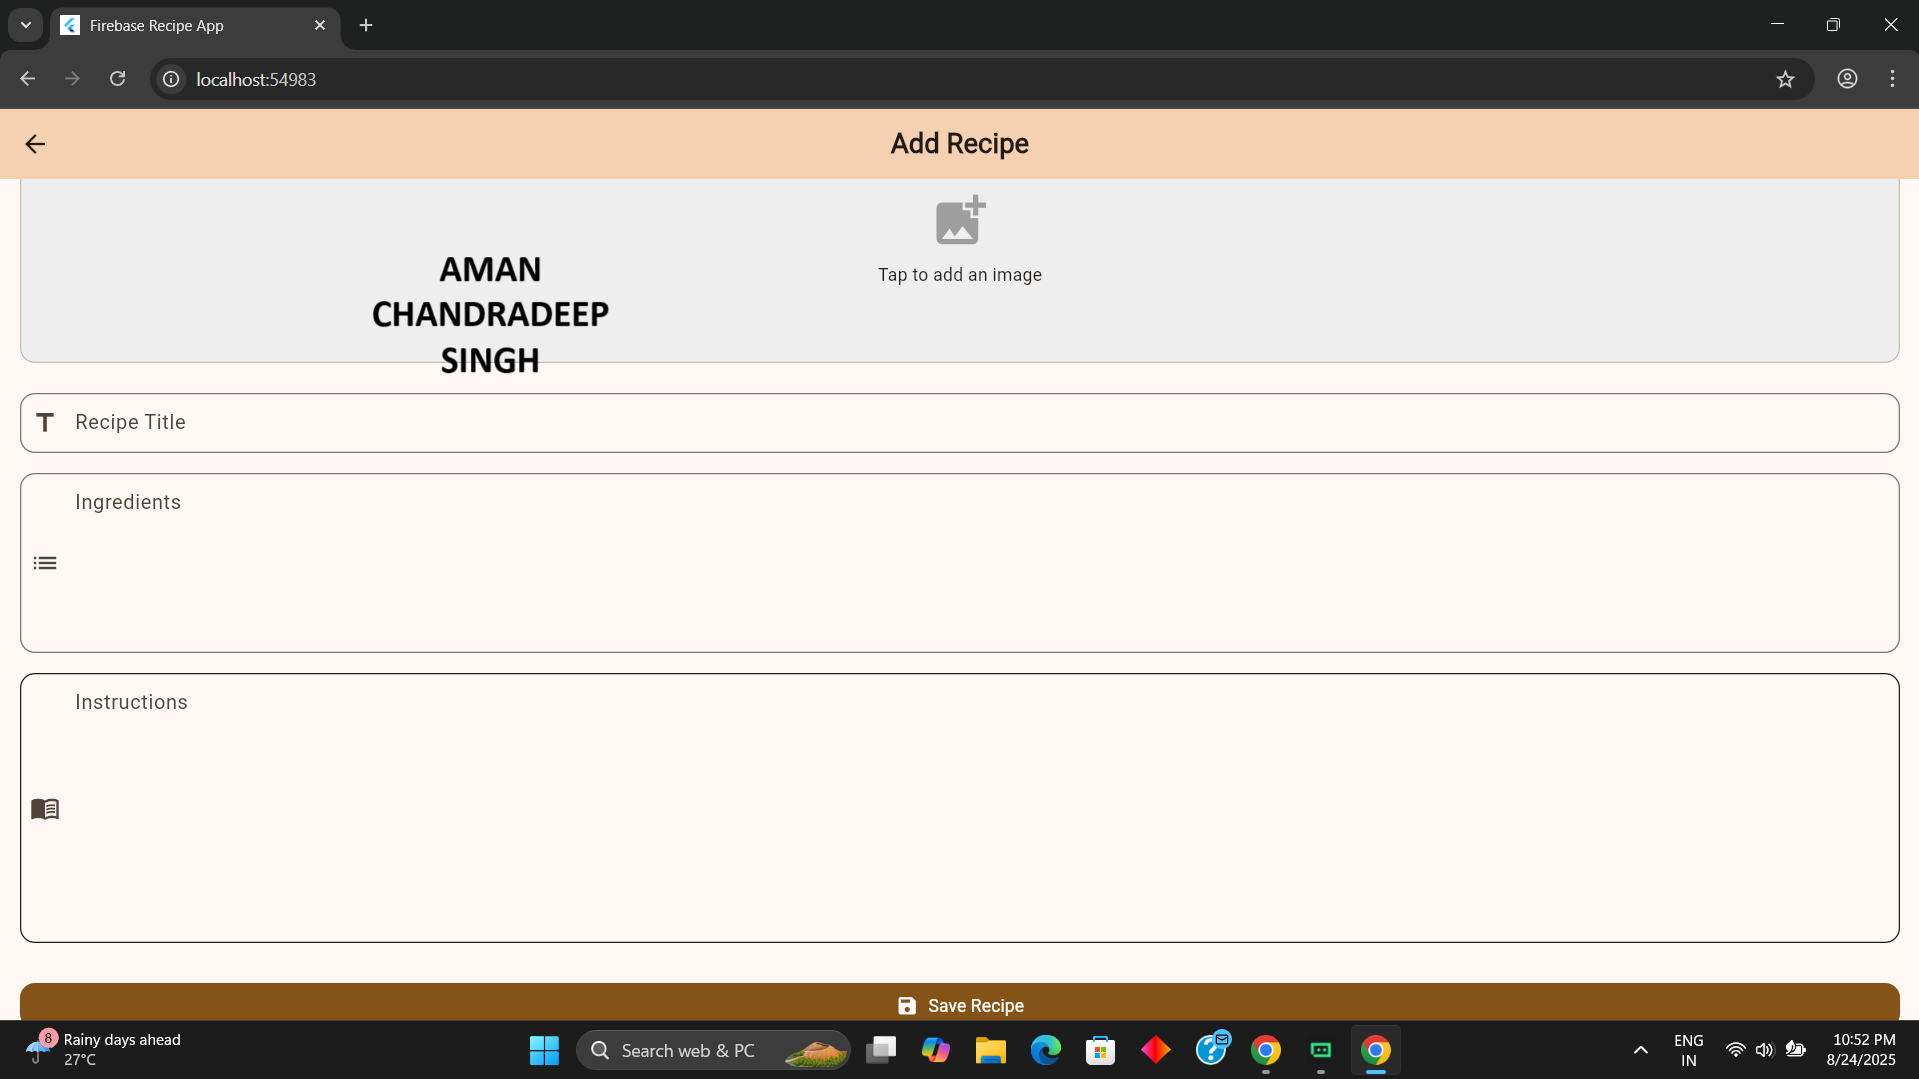 Firebase Recipe App
localhost:54983
Add Recipe
Tap to add an image
AMAN
CHANDRADEEP
SINGH
Recipe Title
Ingredients
Instructions
Save Recipe
8
Rainy days ahead
27°C
Search web & PC
ENG
IN
10:52 PM
8/24/2025